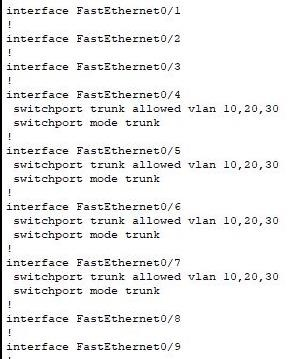 interface FastEthernet0/1
!
interface FastEthernet0/2
!
interface FastEthernet0/3
!
interface FastEthernet0/4
 switchport trunk allowed vlan 10,20,30
 switchport mode trunk
!
interface FastEthernet0/5
 switchport trunk allowed vlan 10,20,30
 switchport mode trunk
!
interface FastEthernet0/6
 switchport trunk allowed vlan 10,20,30
 switchport mode trunk
!
interface FastEthernet0/7
 switchport trunk allowed vlan 10,20,30
 switchport mode trunk
!
interface FastEthernet0/8
!
interface FastEthernet0/9